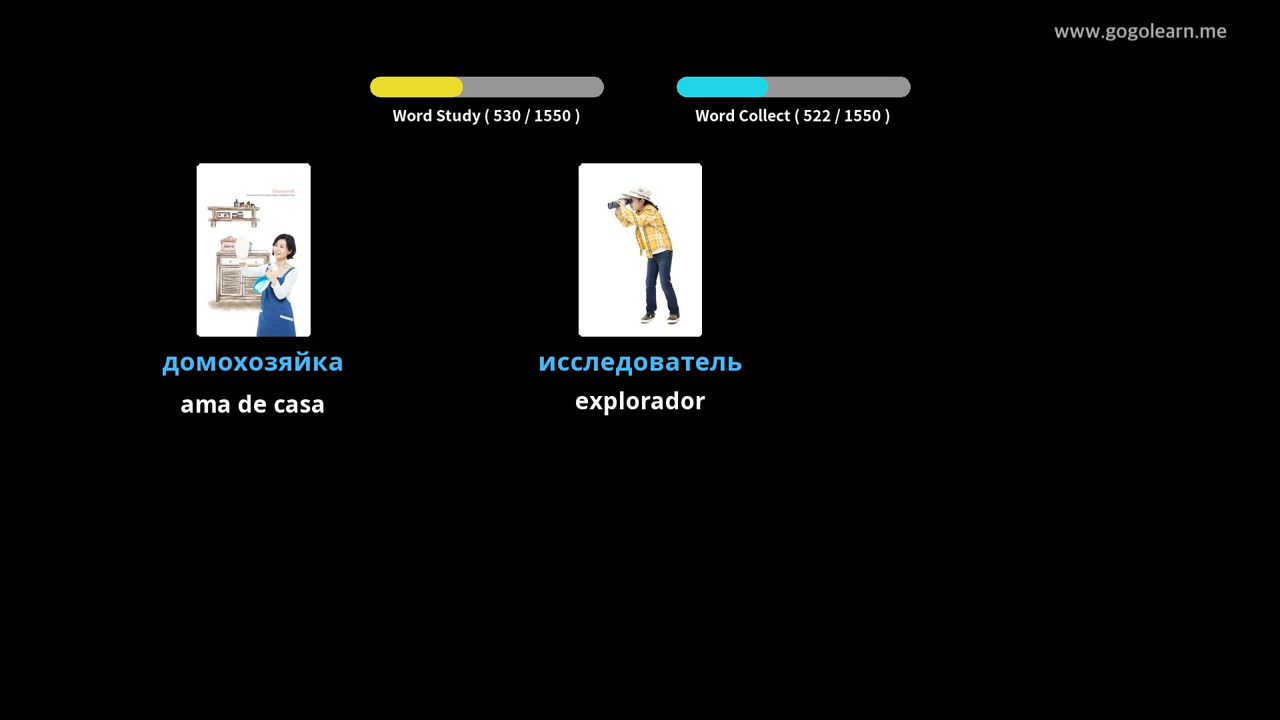 www.gogolearn.me
Word Study ( 530 / 1550 )
Word Collect ( 522 / 1550 )
домохозяйка
исследователь
ama de casa
explorador